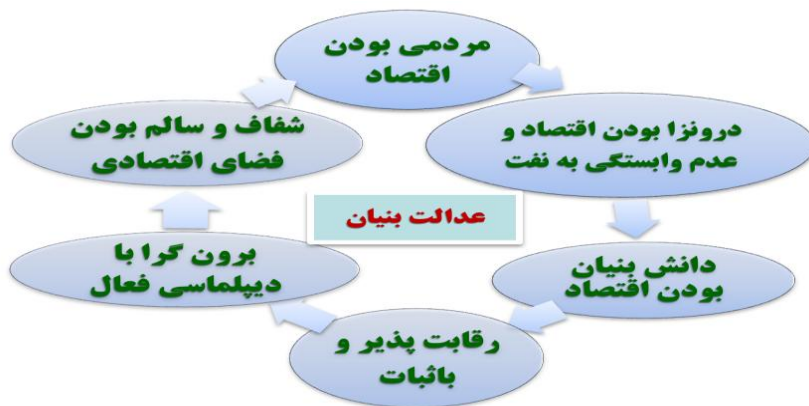 مردمی بودن
اقتصاد
درونزا بودن اقتصاد و
عدم وابستگی به نفت
دانش بنیان
بودن اقتصاد
رقابت پذیر و
باثبات
برون گرا با
دیپلماسی فعال
شفاف و سالم بودن
فضای اقتصادی
عدالت بنیان